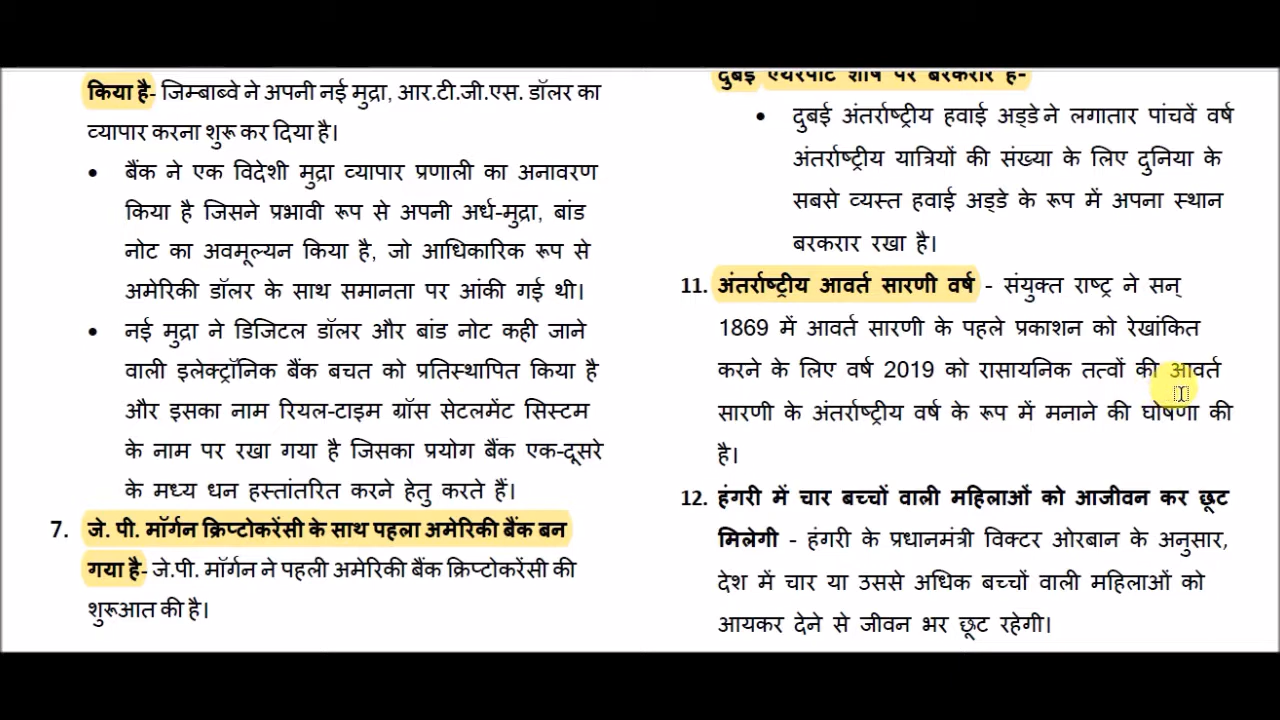 किया है- जिम्बाब्वे ने अपनी नई मुद्रा, आर.टी.जी.एस. डॉलर का
व्यापार करना शुरू कर दिया है।
• बैंक ने एक विदेशी मुद्रा व्यापार प्रणाली का अनावरण
किया है जिसने प्रभावी रूप से अपनी अर्ध-मुद्रा, बांड
नोट का अवमूल्यन किया है, जो आधिकारिक रूप से
अमेरिकी डॉलर के साथ समानता पर आंकी गई थी।
• नई मुद्रा ने डिजिटल डॉलर और बांड नोट कही जाने
वाली इलेक्ट्रॉनिक बैंक बचत को प्रतिस्थापित किया है
और इसका नाम रियल-टाइम ग्रॉस सेटलमेंट सिस्टम
के नाम पर रखा गया है जिसका प्रयोग बैंक एक-दूसरे
के मध्य धन हस्तांतरित करने हेतु करते हैं।
7. जे. पी. मॉर्गन क्रिप्टोकरेंसी के साथ पहला अमेरिकी बैंक बन
गया है- जे.पी. मॉर्गन ने पहली अमेरिकी बैंक क्रिप्टोकरेंसी की
शुरूआत की है।
दुबई एयरपोर्ट शीर्ष पर बरकरार है-
• दुबई अंतर्राष्ट्रीय हवाई अड्डे ने लगातार पांचवें वर्ष
अंतर्राष्ट्रीय यात्रियों की संख्या के लिए दुनिया के
सबसे व्यस्त हवाई अड्डे के रूप में अपना स्थान
बरकरार रखा है।
11. अंतर्राष्ट्रीय आवर्त सारणी वर्ष - संयुक्त राष्ट्र ने सन्
1869 में आवर्त सारणी के पहले प्रकाशन को रेखांकित
करने के लिए वर्ष 2019 को रासायनिक तत्वों की आवर्त
सारणी के अंतर्राष्ट्रीय वर्ष के रूप में मनाने की घोषणा की
है।
12. हंगरी में चार बच्चों वाली महिलाओं को आजीवन कर छूट
मिलेगी - हंगरी के प्रधानमंत्री विक्टर ओरबान के अनुसार,
देश में चार या उससे अधिक बच्चों वाली महिलाओं को
आयकर देने से जीवन भर छूट रहेगी।